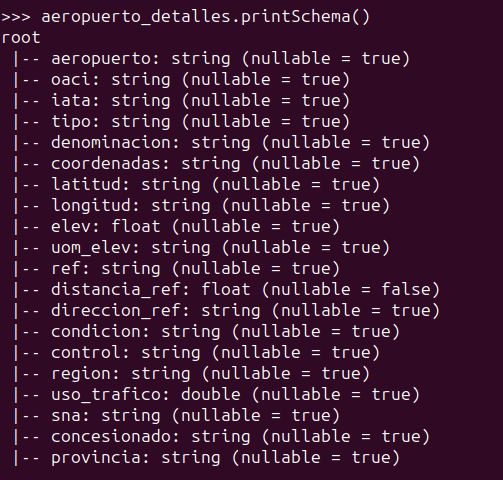 >>> aeropuerto_detalles.printSchema()
root
 |-- aeropuerto: string (nullable = true)
 |-- oaci: string (nullable = true)
 |-- iata: string (nullable = true)
 |-- tipo: string (nullable = true)
 |-- denominacion: string (nullable = true)
 |-- coordenadas: string (nullable = true)
 |-- latitud: string (nullable = true)
 |-- longitud: string (nullable = true)
 |-- elev: float (nullable = true)
 |-- uom_elev: string (nullable = true)
 |-- ref: string (nullable = true)
 |-- distancia_ref: float (nullable = false)
 |-- direccion_ref: string (nullable = true)
 |-- condicion: string (nullable = true)
 |-- control: string (nullable = true)
 |-- region: string (nullable = true)
 |-- uso_trafico: double (nullable = true)
 |-- sna: string (nullable = true)
 |-- concesionado: string (nullable = true)
 |-- provincia: string (nullable = true)